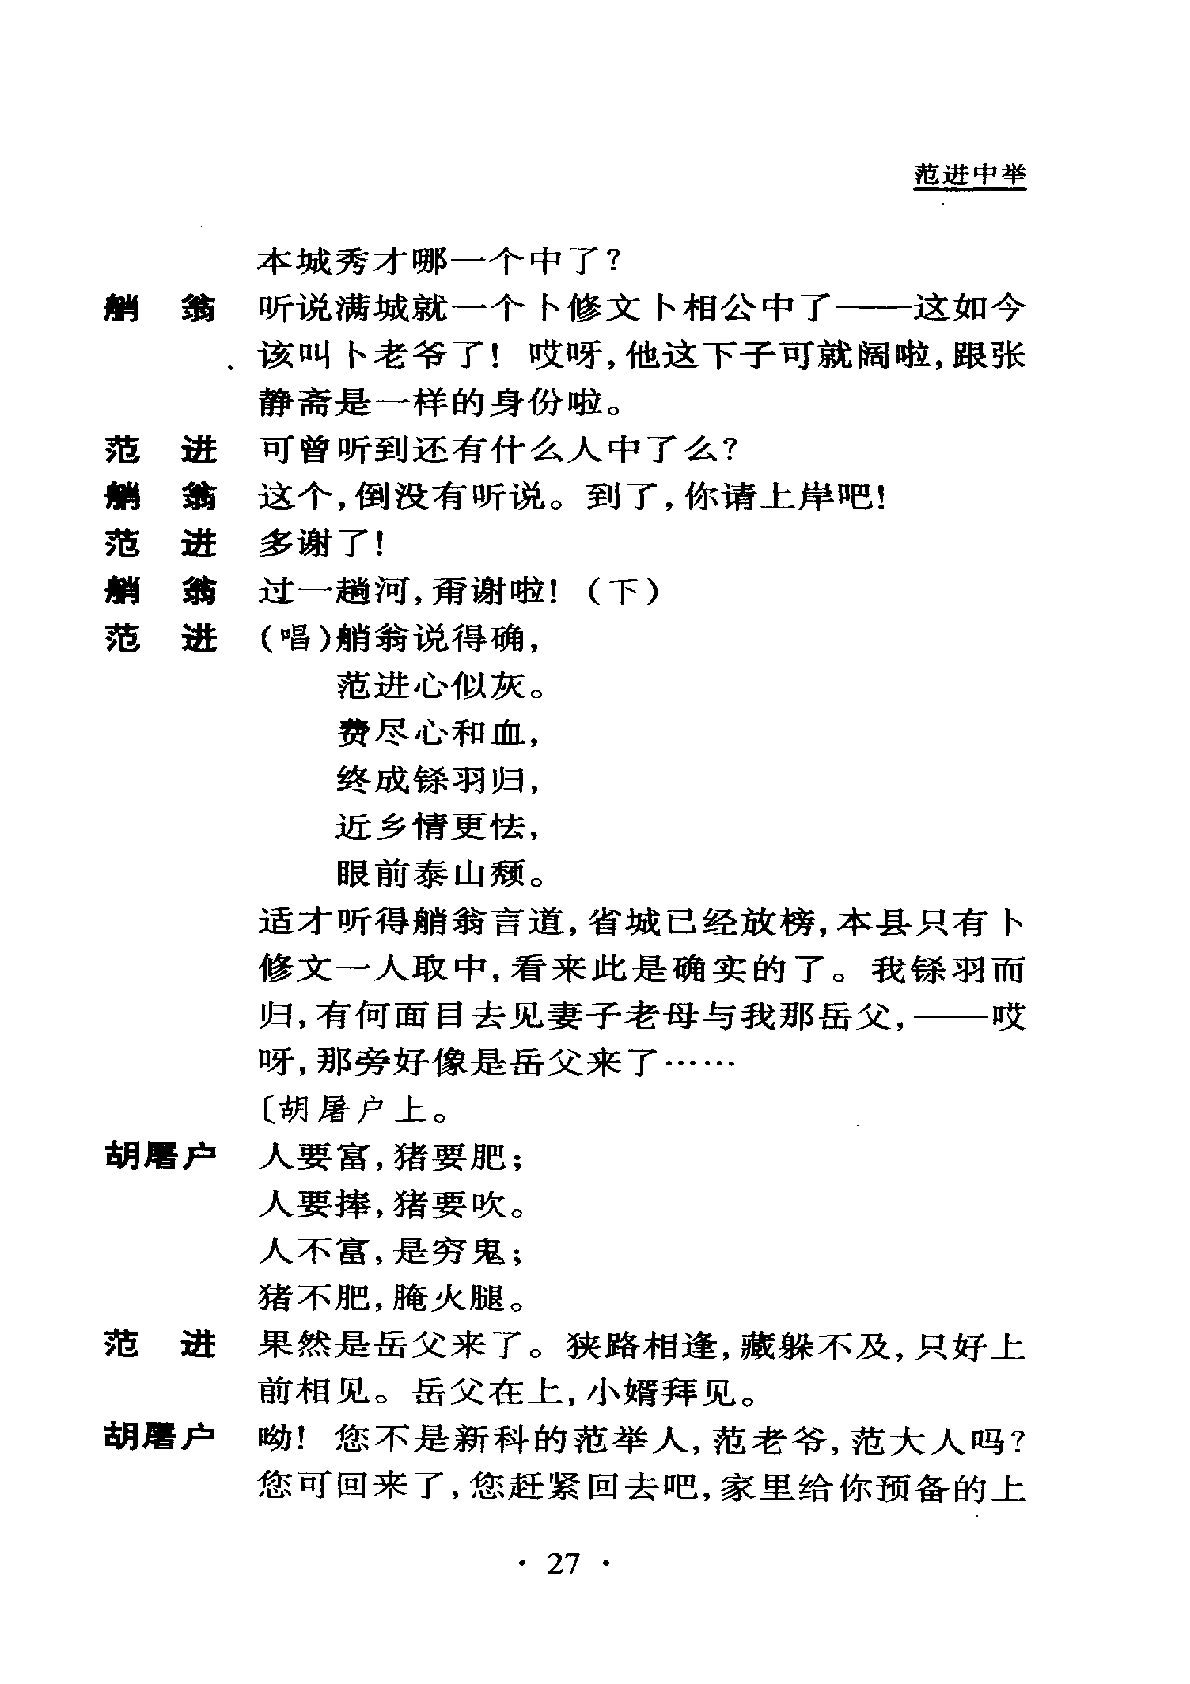 范进中举
本城秀才哪一个中了？
艄　翁　听说满城就一个卜修文卜相公中了——这如今
该叫卜老爷了！哎呀，他这下子可就阔啦，跟张
静斋是一样的身份啦。
范　进　可曾听到还有什么人中了么？
艄　翁　这个，倒没有听说。到了，你请上岸吧！
范　进　多谢了！
艄　翁　过一趟河，甭谢啦！（下）
范　进　（唱）艄翁说得确，
范进心似灰。
费尽心和血，
终成铩羽归，
近乡情更怯，
眼前泰山颓。
适才听得艄翁言道，省城已经放榜，本县只有卜
修文一人取中，看来此是确实的了。我铩羽而
归，有何面目去见妻子老母与我那岳父，——哎
呀，那旁好像是岳父来了……
〔胡屠户上。
胡屠户　人要富，猪要肥；
人要捧，猪要吹。
人不富，是穷鬼；
猪不肥，腌火腿。
范　进　果然是岳父来了。狭路相逢，藏躲不及，只好上
前相见。岳父在上，小婿拜见。
胡屠户　呦！您不是新科的范举人，范老爷，范大人吗？
您可回来了，您赶紧回去吧，家里给你预备的上
· 27 ·